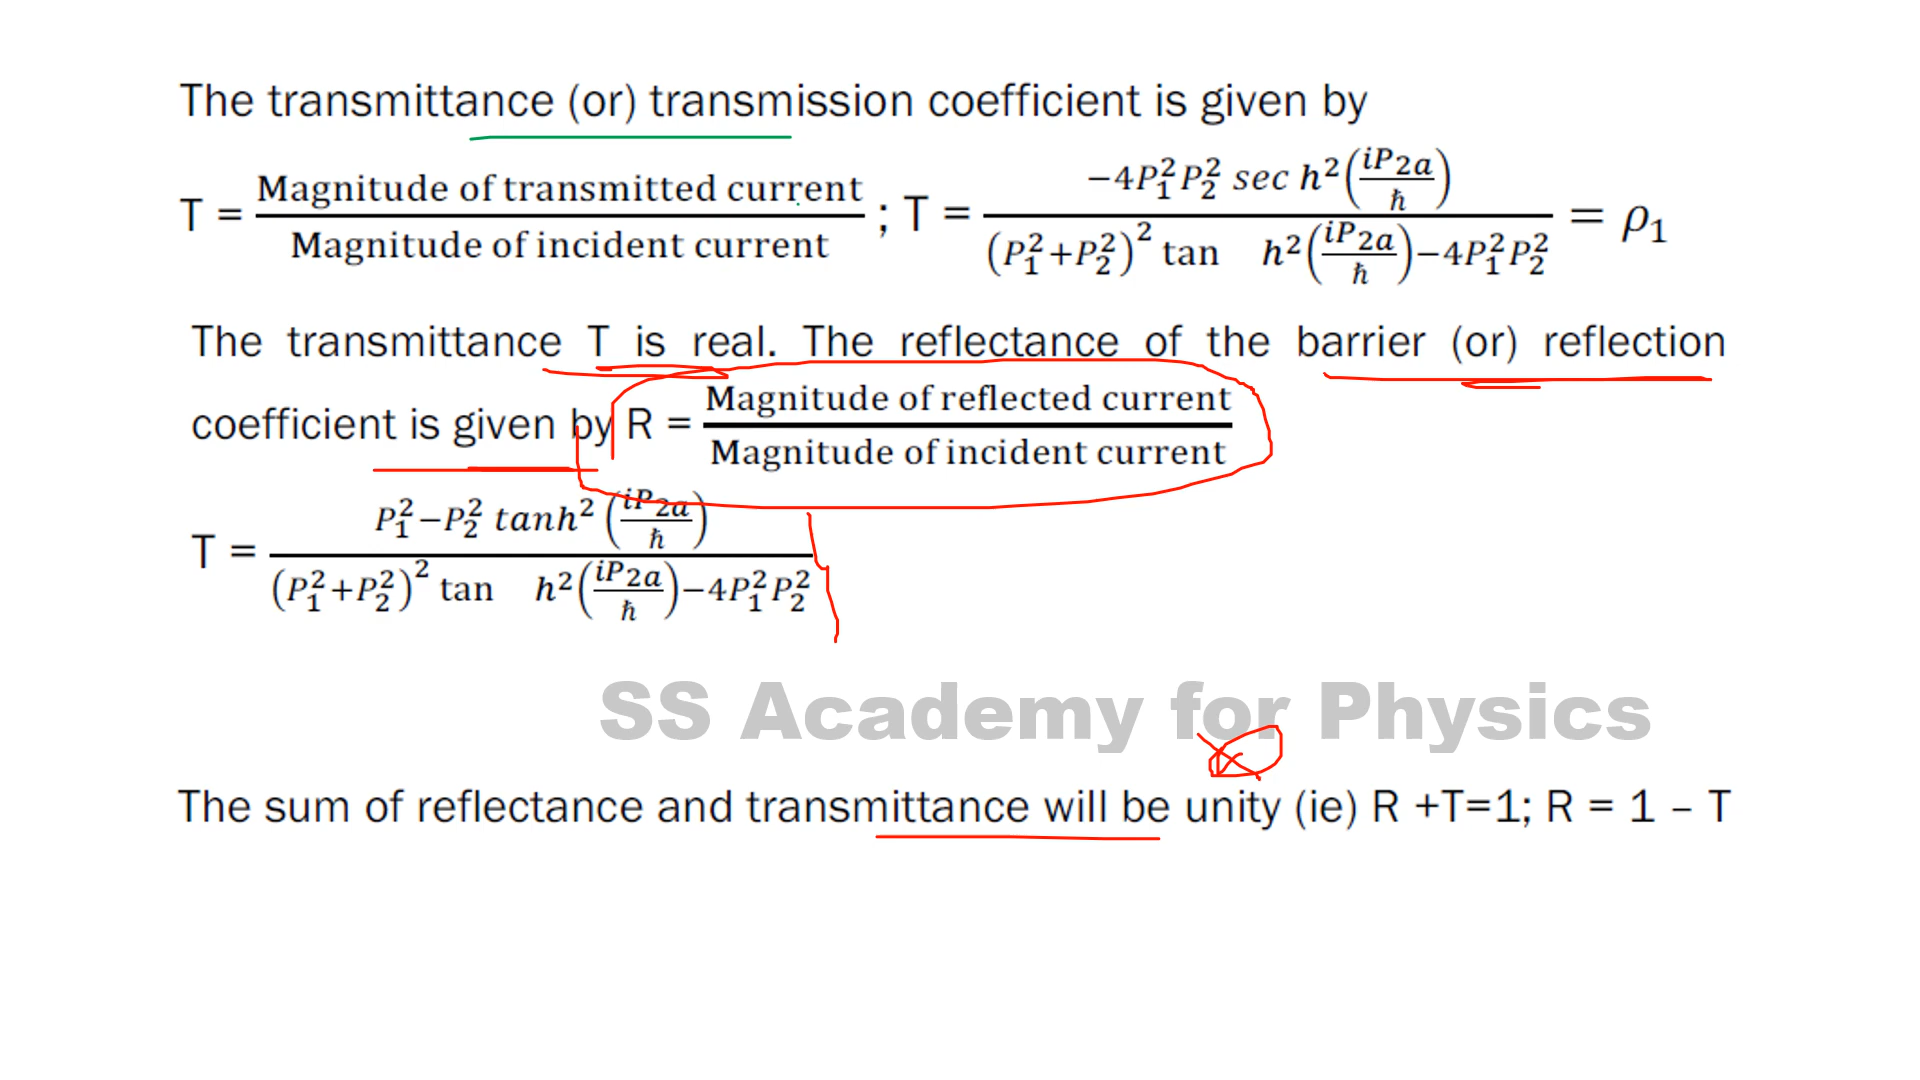 The transmittance (or) transmission coefficient is given by
T = Magnitude of transmitted current / Magnitude of incident current ; T = −4P₁²P₂² sec h²(iP₂a/ħ) / (P₁²+P₂²)² tan h²(iP₂a/ħ)−4P₁²P₂² = ρ₁
The transmittance T is real. The reflectance of the barrier (or) reflection
coefficient is given by R = Magnitude of reflected current / Magnitude of incident current
T = P₁²−P₂² tanh² (iP₂a/ħ) / (P₁²+P₂²)² tan h²(iP₂a/ħ)−4P₁²P₂²
SS Academy for Physics
The sum of reflectance and transmittance will be unity (ie) R +T=1; R = 1 – T